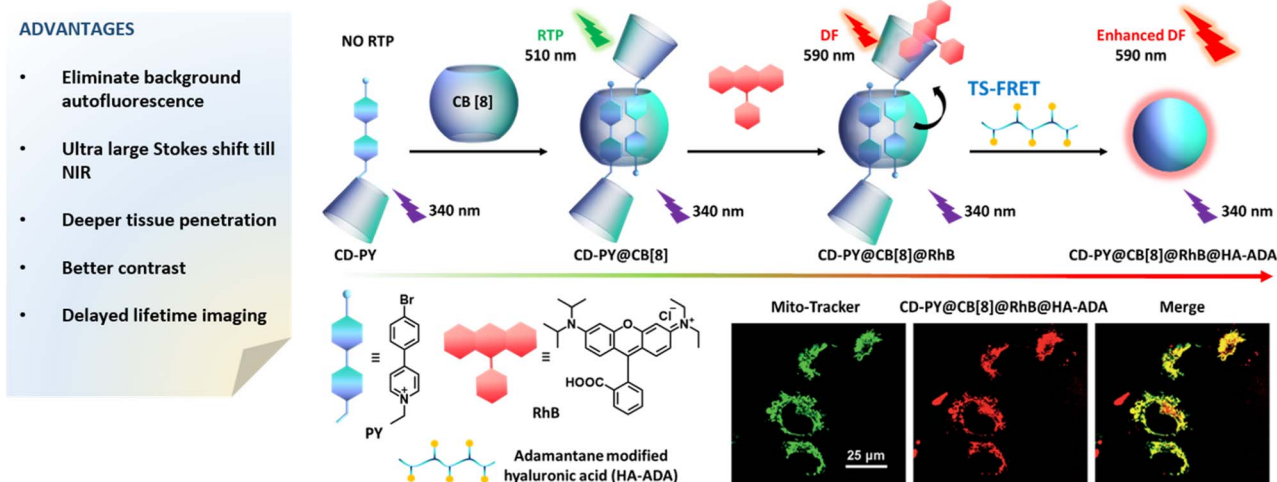 ADVANTAGES
• Eliminate background
autofluorescence
• Ultra large Stokes shift till
NIR
• Deeper tissue penetration
• Better contrast
• Delayed lifetime imaging
NO RTP
340 nm
CD-PY
CB [8]
RTP
510 nm
340 nm
CD-PY@CB[8]
DF
590 nm
340 nm
CD-PY@CB[8]@RhB
TS-FRET
Enhanced DF
590 nm
340 nm
CD-PY@CB[8]@RhB@HA-ADA
≡
Br
N+
PY
≡
N
O
Cl-
N+
HOOC
RhB
Adamantane modified
hyaluronic acid (HA-ADA)
Mito-Tracker
CD-PY@CB[8]@RhB@HA-ADA
Merge
25 μm